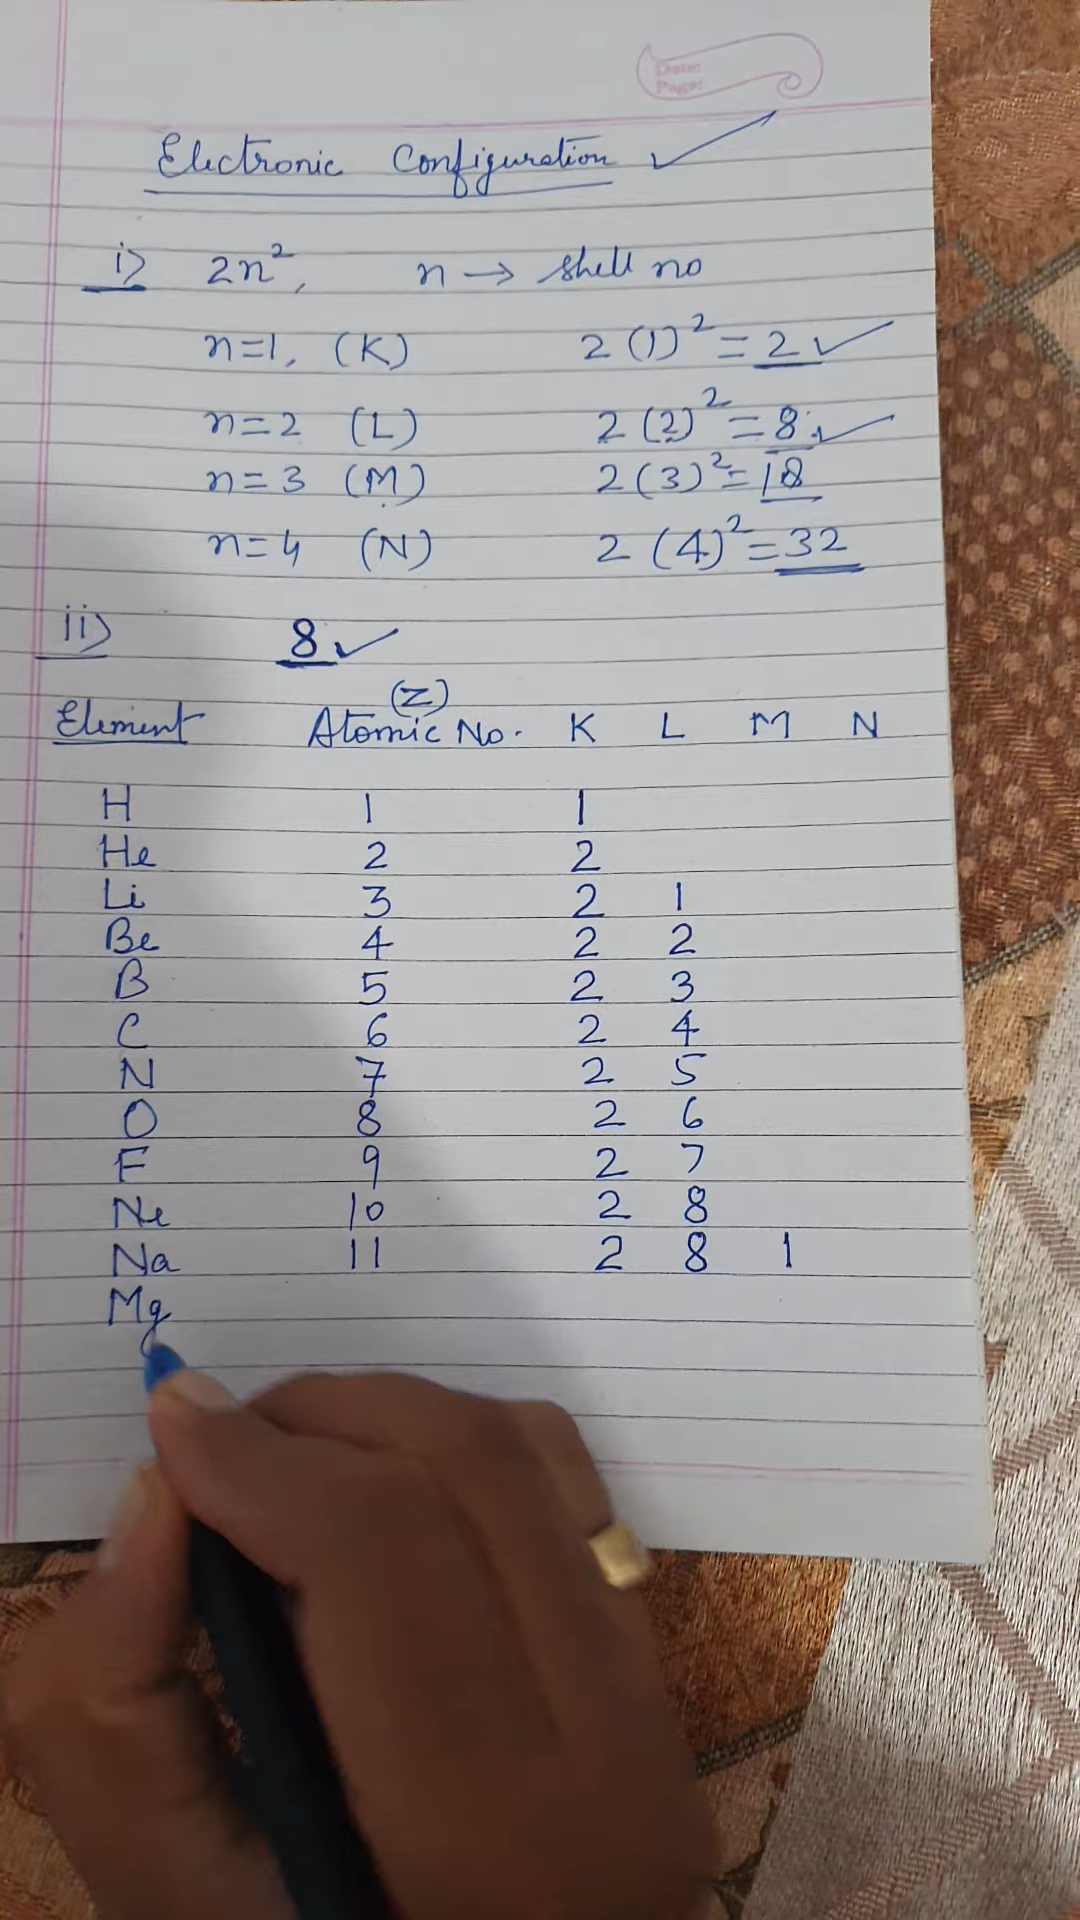 Date:
Page:
Electronic Configuration ✓
i> 2n², n → shell no
n=1, (K) 2(1)² = 2 ✓
n=2 (L) 2(2)² = 8 ✓
n=3 (M) 2(3)² = 18
n=4 (N) 2(4)² = 32
ii> 8 ✓
(Z)
Element Atomic No. K L M N
H 1 1
He 2 2
Li 3 2 1
Be 4 2 2
B 5 2 3
C 6 2 4
N 7 2 5
O 8 2 6
F 9 2 7
Ne 10 2 8
Na 11 2 8 1
Mg